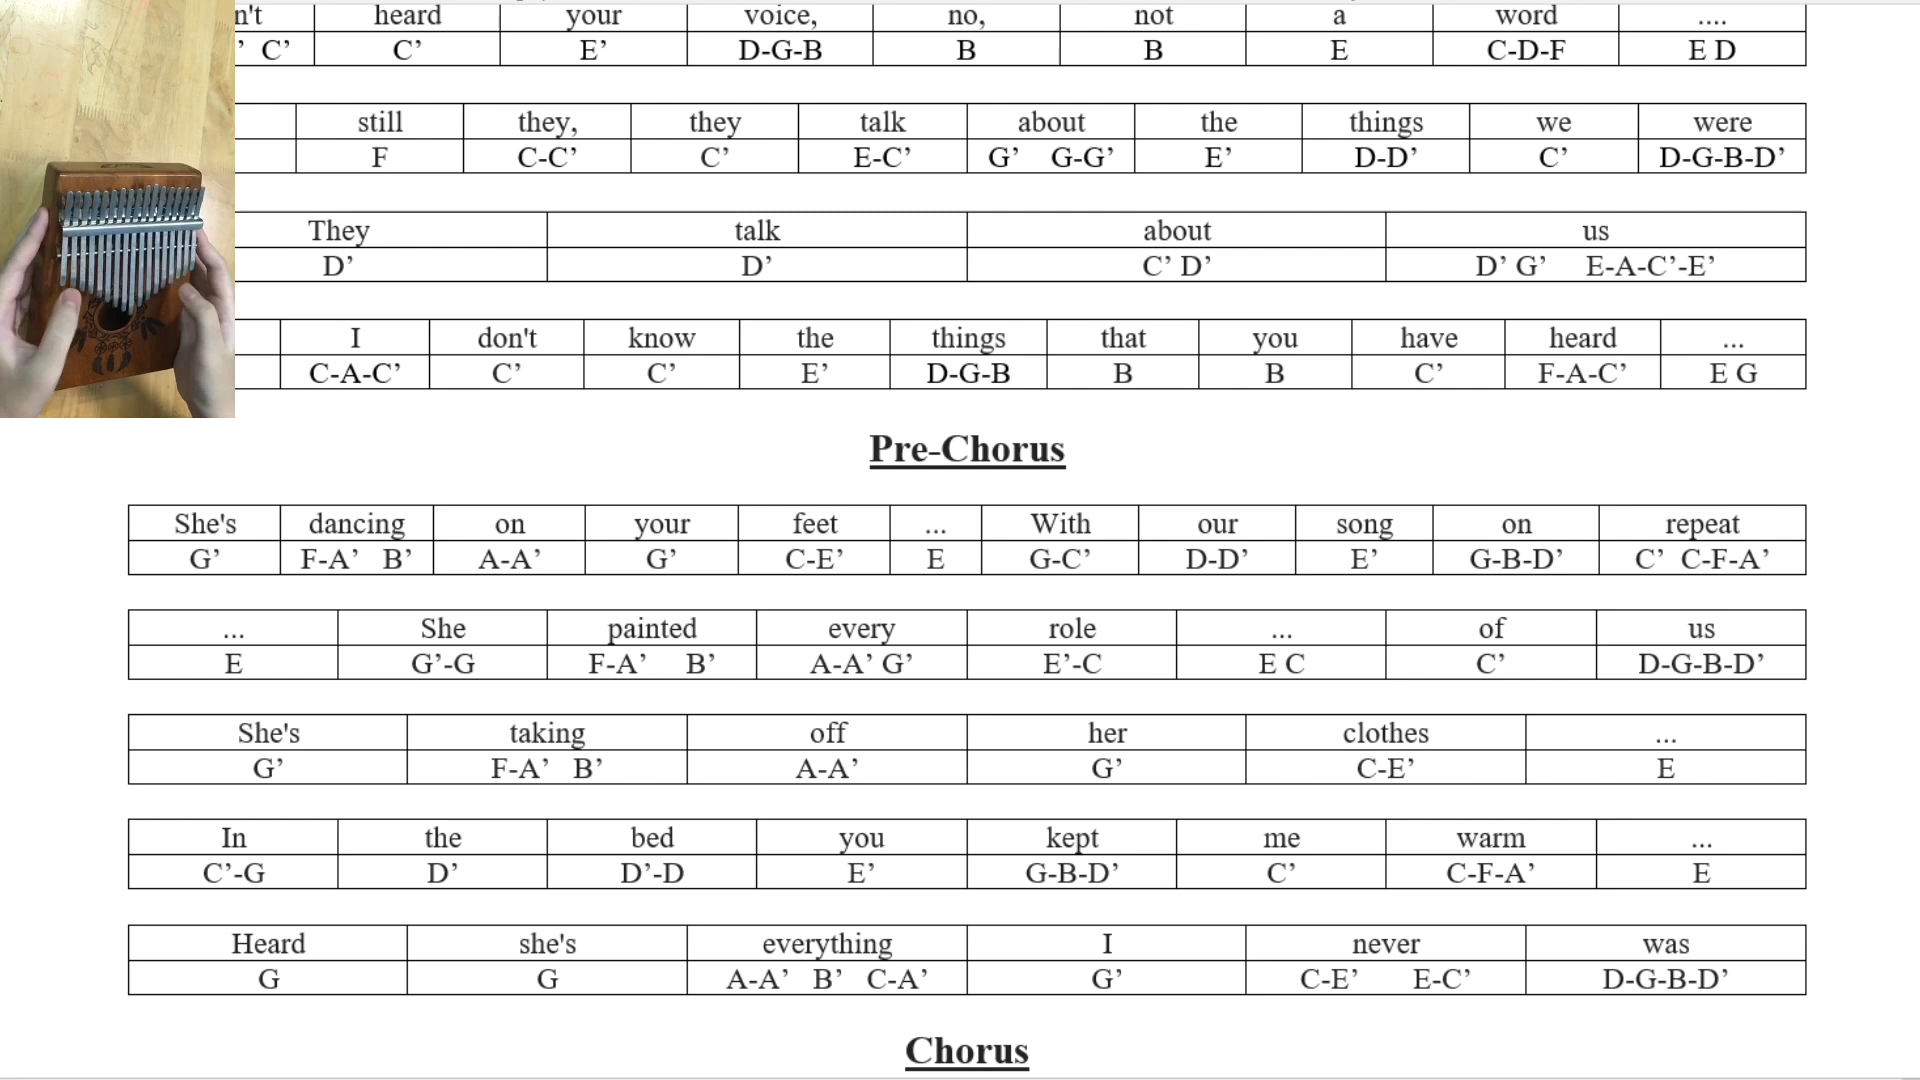 n't heard your voice, no, not a word ....
’ C’ C’ E’ D-G-B B B E C-D-F E D
still they, they talk about the things we were
F C-C’ C’ E-C’ G’ G-G’ E’ D-D’ C’ D-G-B-D’
They talk about us
D’ D’ C’ D’ D’ G’ E-A-C’-E’
I don't know the things that you have heard ...
C-A-C’ C’ C’ E’ D-G-B B B C’ F-A-C’ E G
Pre-Chorus
She's dancing on your feet ... With our song on repeat
G’ F-A’ B’ A-A’ G’ C-E’ E G-C’ D-D’ E’ G-B-D’ C’ C-F-A’
... She painted every role ... of us
E G’-G F-A’ B’ A-A’ G’ E’-C E C C’ D-G-B-D’
She's taking off her clothes ...
G’ F-A’ B’ A-A’ G’ C-E’ E
In the bed you kept me warm ...
C’-G D’ D’-D E’ G-B-D’ C’ C-F-A’ E
Heard she's everything I never was
G G A-A’ B’ C-A’ G’ C-E’ E-C’ D-G-B-D’
Chorus